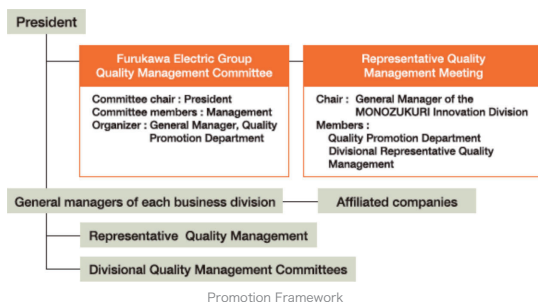 President
Furukawa Electric Group
Quality Management Committee
Committee chair : President
Committee members : Management
Organizer : General Manager, Quality
Promotion Department
Representative Quality
Management Meeting
Chair : General Manager of the
MONOZUKURI Innovation Division
Members :
Quality Promotion Department
Divisional Representative Quality
Management
General managers of each business division
Affiliated companies
Representative Quality Management
Divisional Quality Management Committees
Promotion Framework